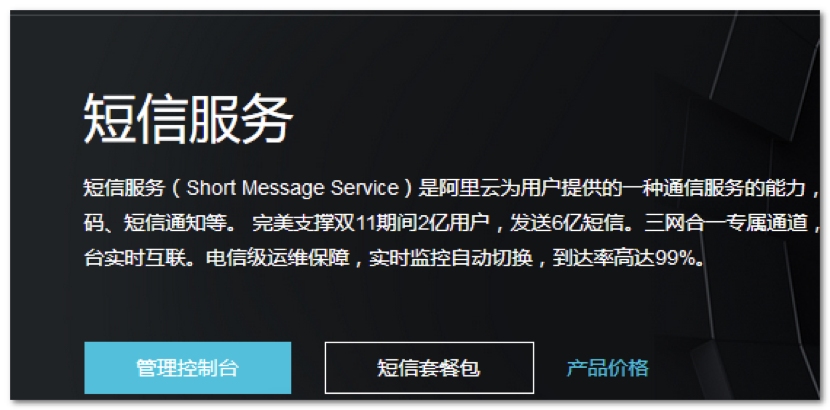 短信服务
短信服务（Short Message Service）是阿里云为用户提供的一种通信服务的能力，
码、短信通知等。 完美支撑双11期间2亿用户，发送6亿短信。三网合一专属通道，
台实时互联。电信级运维保障，实时监控自动切换，到达率高达99%。
管理控制台 短信套餐包 产品价格